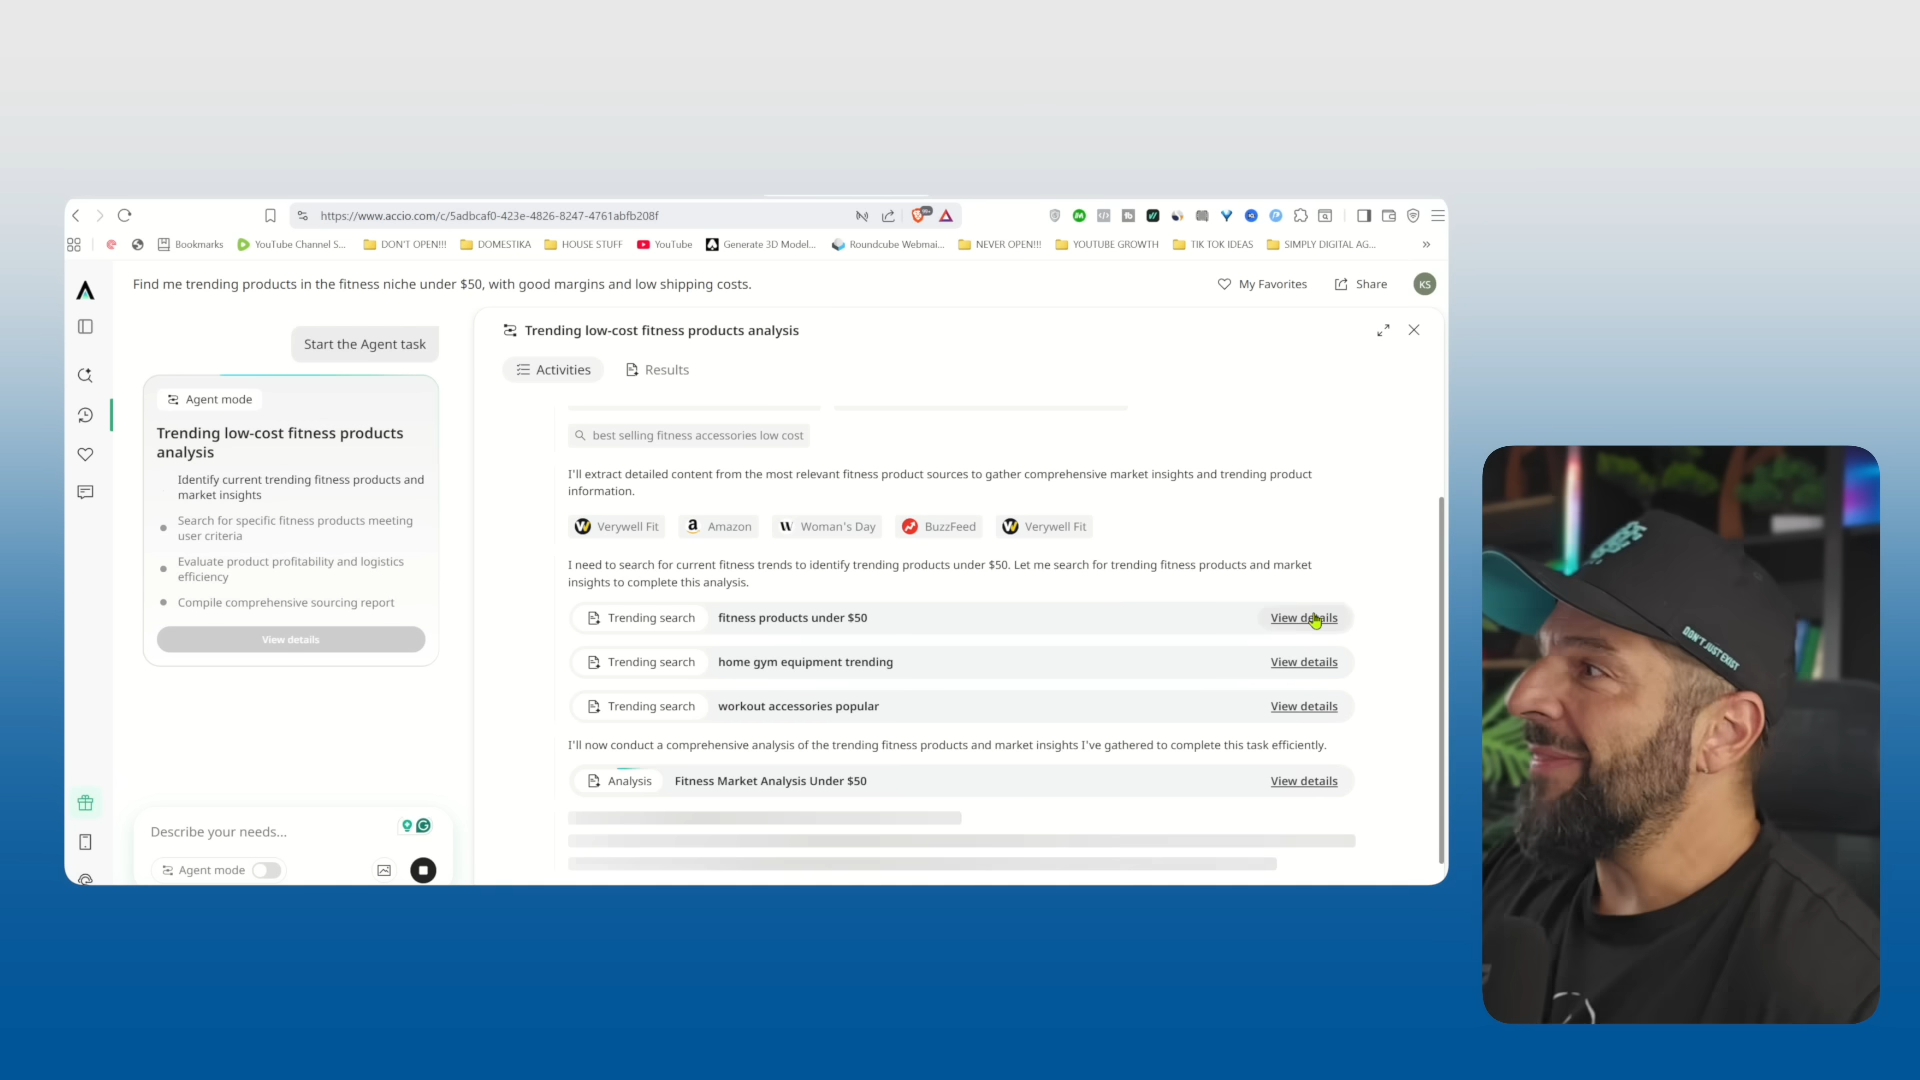 https://www.accio.com/c/5adbcaf0-423e-4826-8247-4761abfb208f
Bookmarks
YouTube Channel S...
DON'T OPEN!!!
DOMESTIKA
HOUSE STUFF
YouTube
Generate 3D Model...
Roundcube Webmai...
NEVER OPEN!!!
YOUTUBE GROWTH
TIK TOK IDEAS
SIMPLY DIGITAL AG...
»
Find me trending products in the fitness niche under $50, with good margins and low shipping costs.
My Favorites
Share
KS
Start the Agent task
Agent mode
Trending low-cost fitness products
analysis
Identify current trending fitness products and
market insights
Search for specific fitness products meeting
user criteria
Evaluate product profitability and logistics
efficiency
Compile comprehensive sourcing report
View details
Describe your needs...
Agent mode
Trending low-cost fitness products analysis
Activities
Results
best selling fitness accessories low cost
I'll extract detailed content from the most relevant fitness product sources to gather comprehensive market insights and trending product
information.
Verywell Fit
Amazon
Woman's Day
BuzzFeed
Verywell Fit
I need to search for current fitness trends to identify trending products under $50. Let me search for trending fitness products and market
insights to complete this analysis.
Trending search fitness products under $50 View details
Trending search home gym equipment trending View details
Trending search workout accessories popular View details
I'll now conduct a comprehensive analysis of the trending fitness products and market insights I've gathered to complete this task efficiently.
Analysis Fitness Market Analysis Under $50 View details
DON'T JUST EXIST